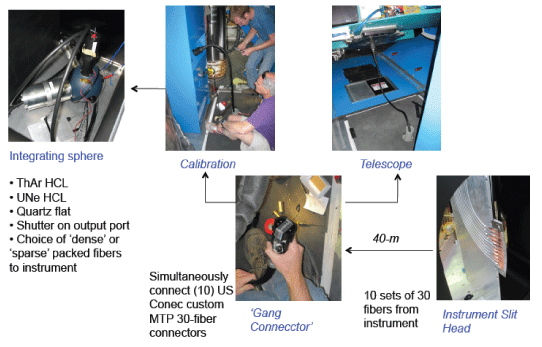 Integrating sphere
• ThAr HCL
• UNe HCL
• Quartz flat
• Shutter on output port
• Choice of ‘dense’ or
‘sparse’ packed fibers
to instrument
Calibration
Telescope
Simultaneously
connect (10) US
Conec custom
MTP 30-fiber
connectors
‘Gang
Connecctor’
40-m
10 sets of 30
fibers from
instrument
Instrument Slit
Head